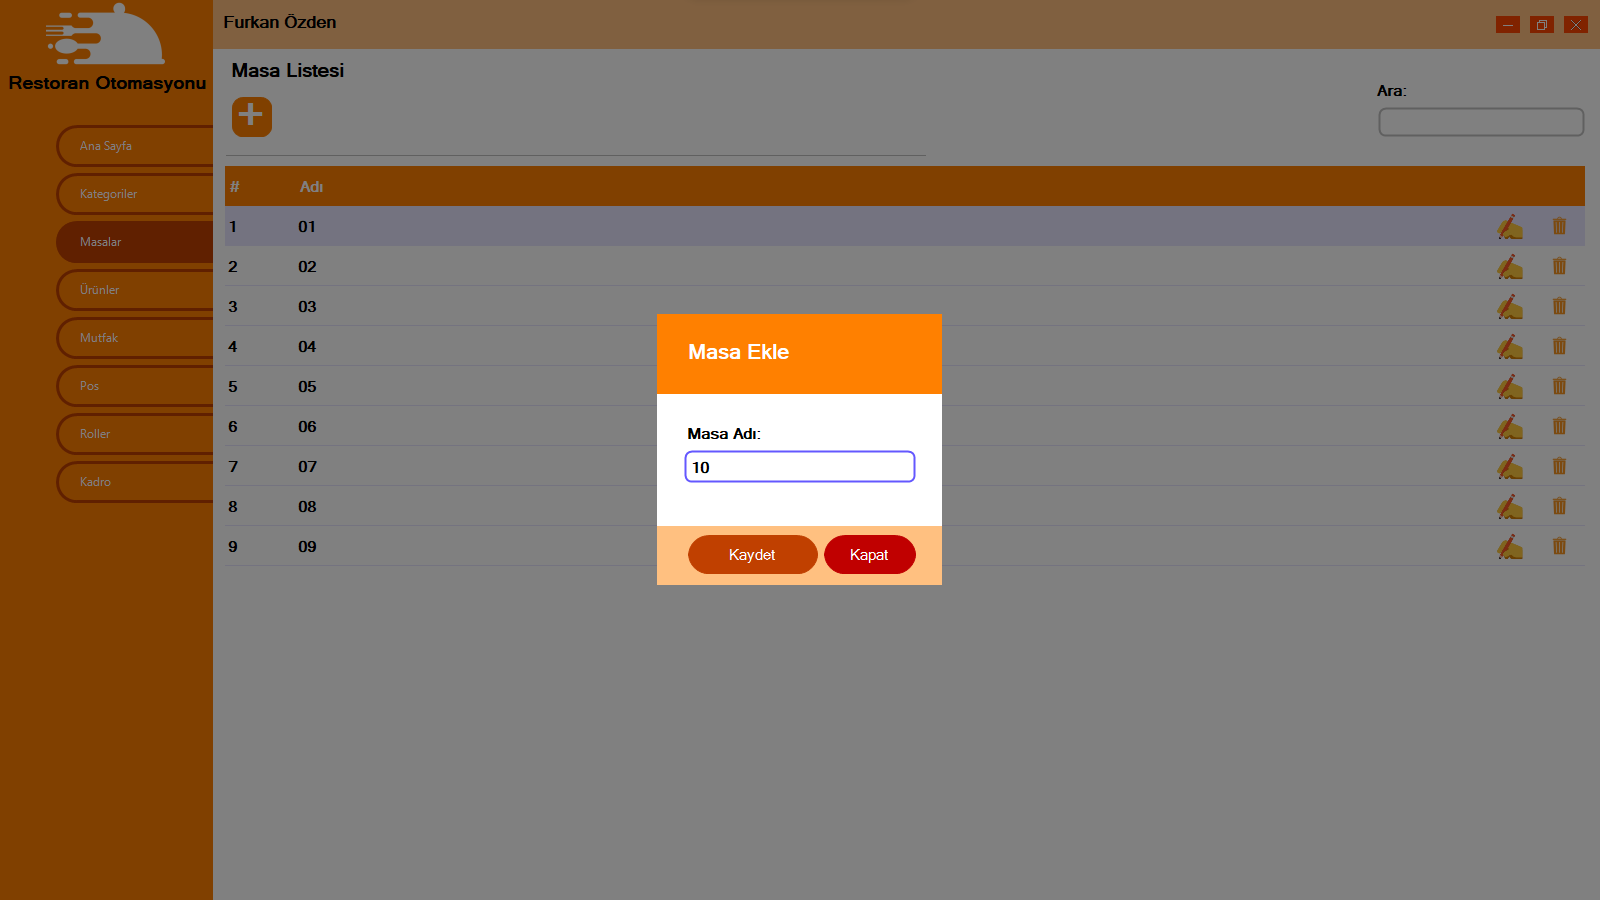 Restoran Otomasyonu
Ana Sayfa
Kategoriler
Masalar
Ürünler
Mutfak
Pos
Roller
Kadro
Furkan Özden
Masa Listesi
Ara:
# Adı
1 01
2 02
3 03
4 04
5 05
6 06
7 07
8 08
9 09
Masa Ekle
Masa Adı:
10
Kaydet Kapat